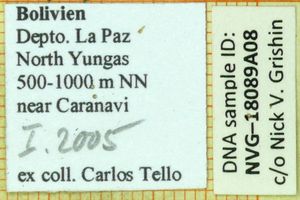 Bolivien
Depto. La Paz
North Yungas
500-1000 m NN
near Caranavi
I. 2005
ex coll. Carlos Tello
DNA sample ID:
NVG-18089A08
c/o Nick V. Grishin